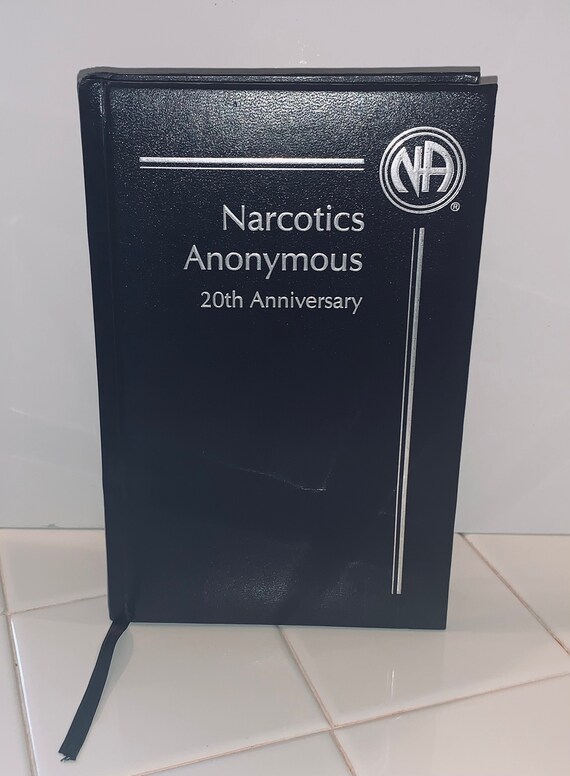 NA
®
Narcotics
Anonymous
20th Anniversary